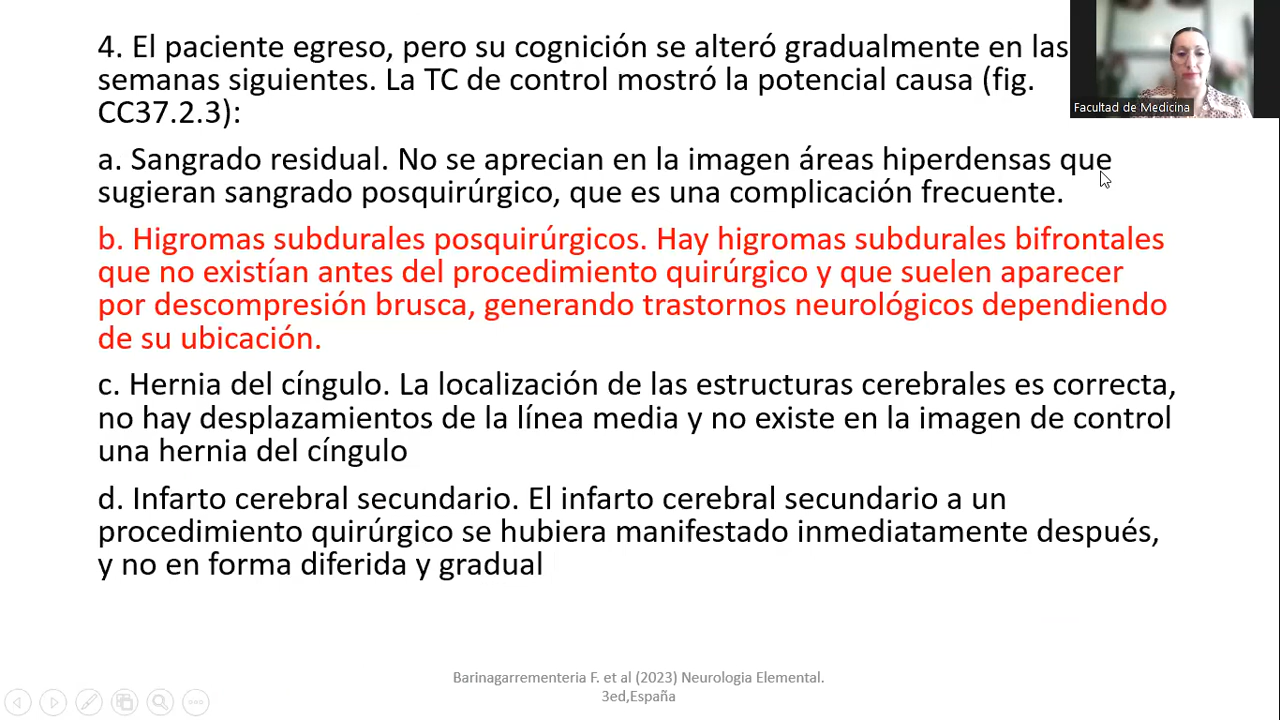 4. El paciente egreso, pero su cognición se alteró gradualmente en las
semanas siguientes. La TC de control mostró la potencial causa (fig.
CC37.2.3):
Facultad de Medicina
a. Sangrado residual. No se aprecian en la imagen áreas hiperdensas que
sugieran sangrado posquirúrgico, que es una complicación frecuente.
b. Higromas subdurales posquirúrgicos. Hay higromas subdurales bifrontales
que no existían antes del procedimiento quirúrgico y que suelen aparecer
por descompresión brusca, generando trastornos neurológicos dependiendo
de su ubicación.
c. Hernia del cíngulo. La localización de las estructuras cerebrales es correcta,
no hay desplazamientos de la línea media y no existe en la imagen de control
una hernia del cíngulo
d. Infarto cerebral secundario. El infarto cerebral secundario a un
procedimiento quirúrgico se hubiera manifestado inmediatamente después,
y no en forma diferida y gradual
Barinagarrementeria F. et al (2023) Neurologia Elemental.
3ed,España